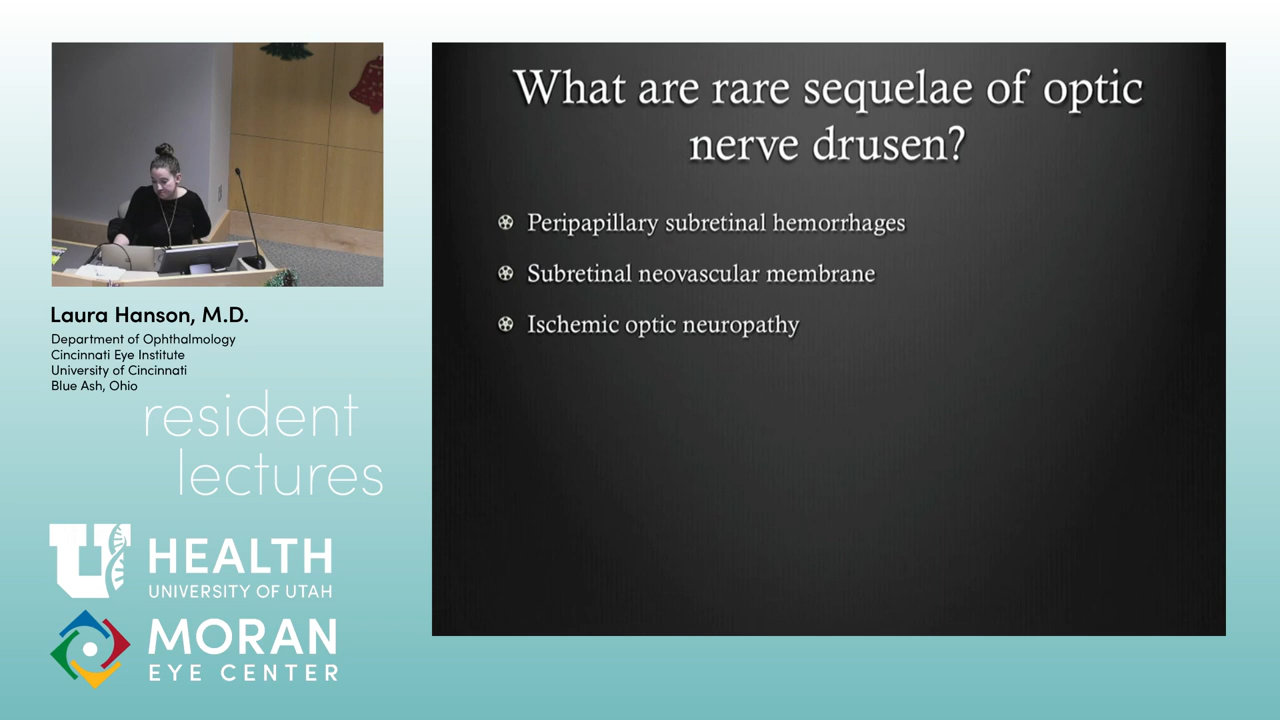 What are rare sequelae of optic
nerve drusen?
Peripapillary subretinal hemorrhages
Subretinal neovascular membrane
Ischemic optic neuropathy
Laura Hanson, M.D.
Department of Ophthalmology
Cincinnati Eye Institute
University of Cincinnati
Blue Ash, Ohio
resident
lectures
U HEALTH
UNIVERSITY OF UTAH
MORAN
EYE CENTER